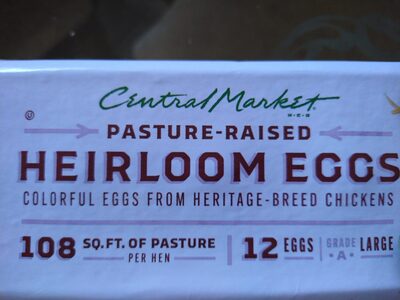 Central Market
H-E-B
PASTURE-RAISED
HEIRLOOM EGGS
COLORFUL EGGS FROM HERITAGE-BREED CHICKENS
108 SQ. FT. OF PASTURE PER HEN | 12 EGGS | GRADE A LARGE